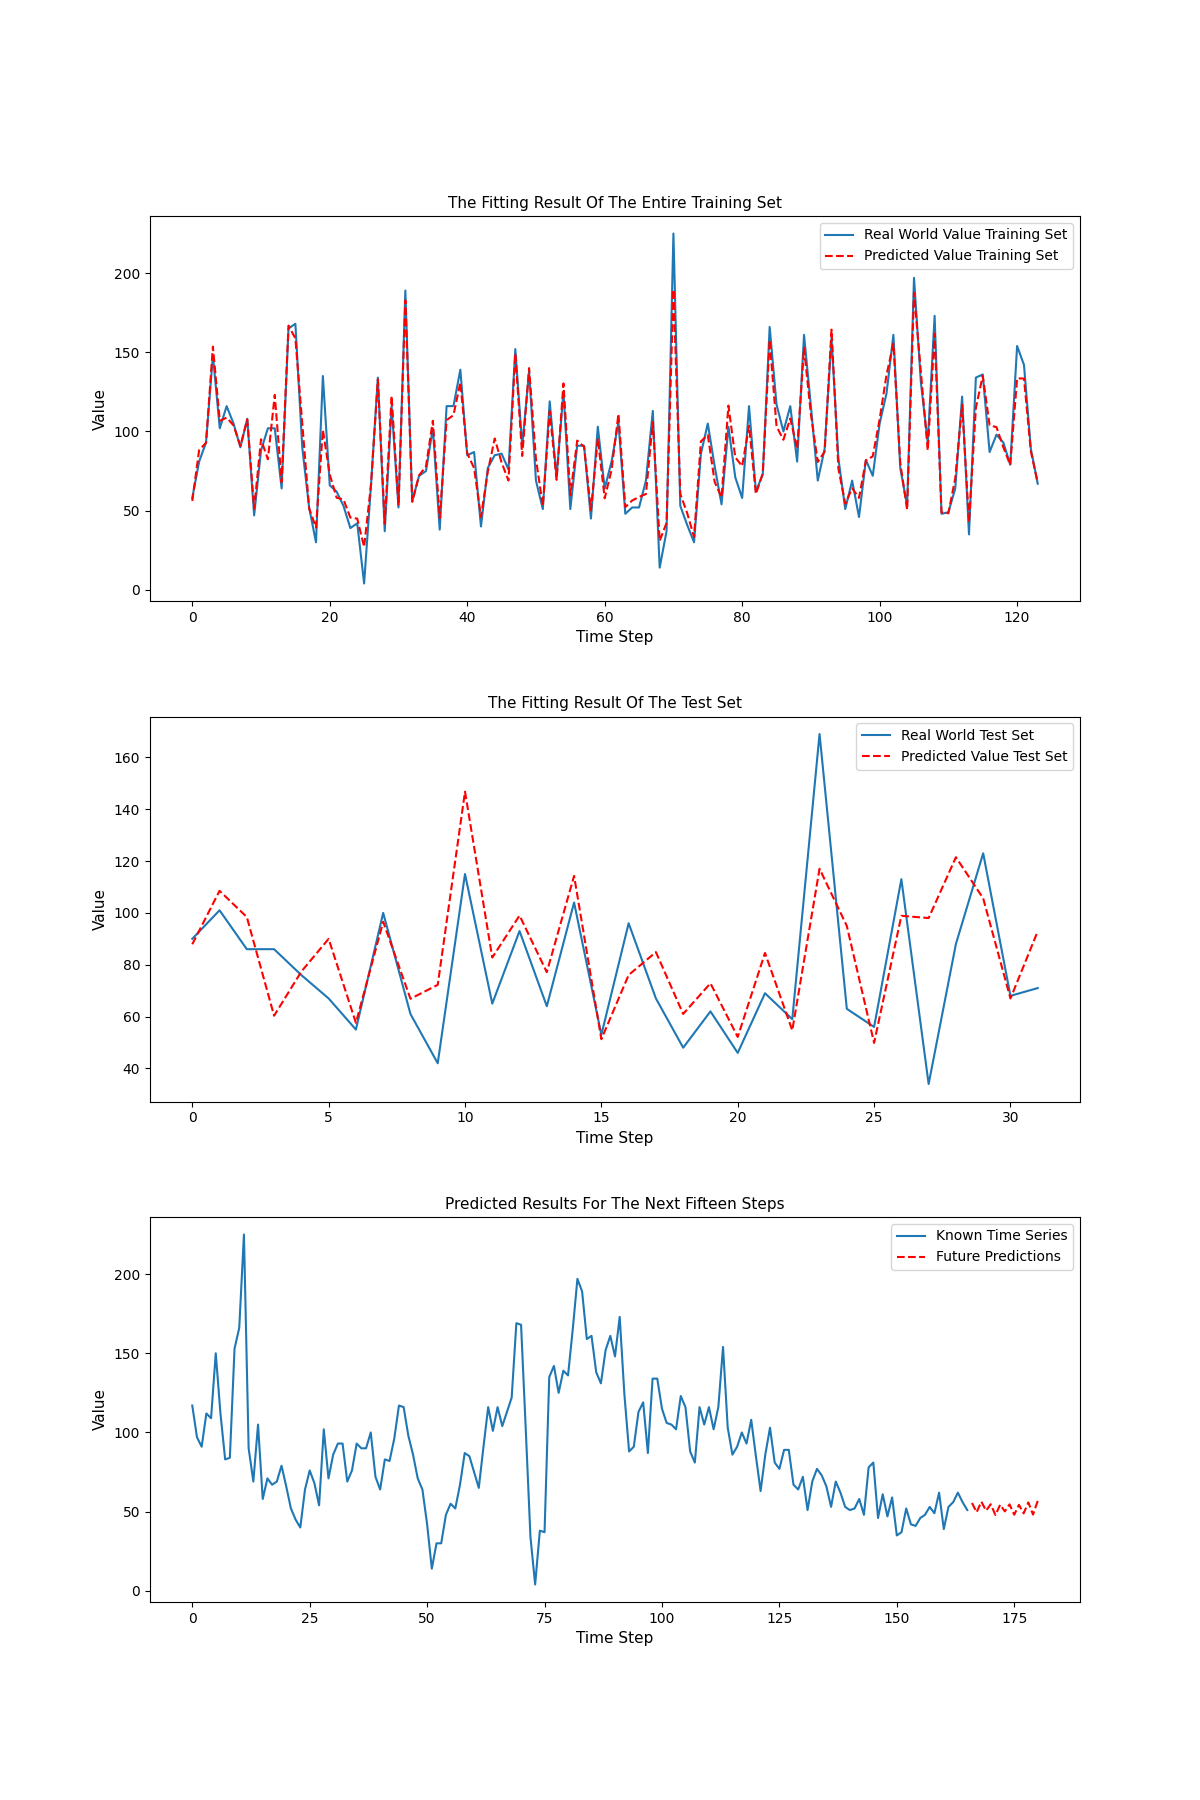 The Fitting Result Of The Entire Training Set
Real World Value Training Set
Predicted Value Training Set
Value
200
150
100
50
0
0 20 40 60 80 100 120
Time Step
The Fitting Result Of The Test Set
Real World Test Set
Predicted Value Test Set
Value
160
140
120
100
80
60
40
0 5 10 15 20 25 30
Time Step
Predicted Results For The Next Fifteen Steps
Known Time Series
Future Predictions
Value
200
150
100
50
0
0 25 50 75 100 125 150 175
Time Step